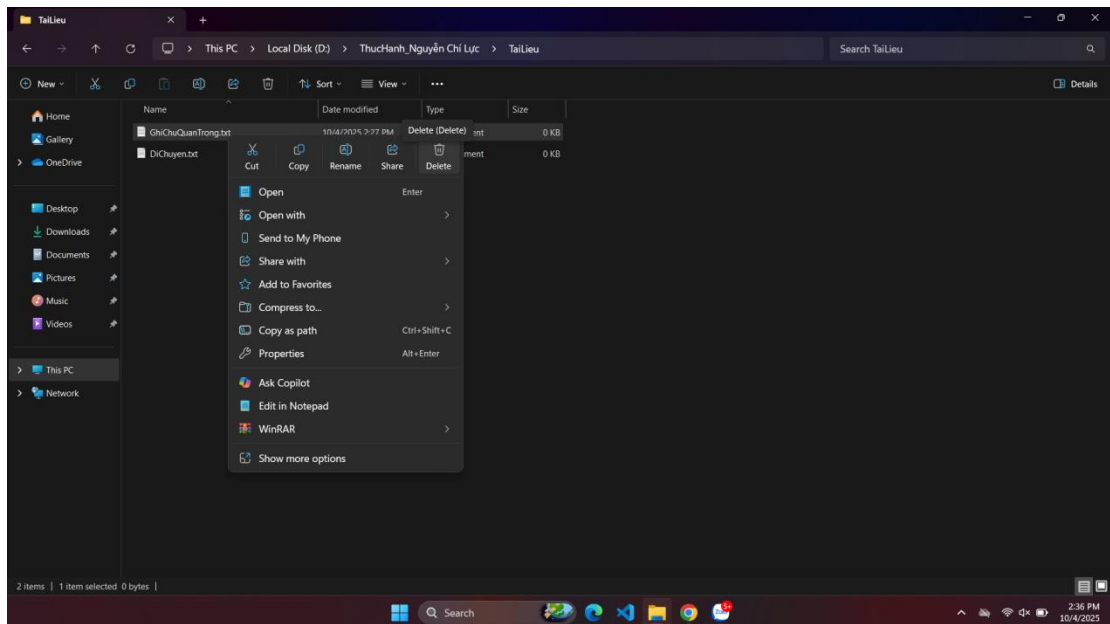 TaiLieu
This PC > Local Disk (D:) > ThucHanh_Nguyễn Chí Lực > TaiLieu
Search TaiLieu
New Sort View ... Details
Name Date modified Type Size
Home
Gallery
OneDrive
Desktop
Downloads
Documents
Pictures
Music
Videos
This PC
Network
GhiChuQuanTrong.txt 10/4/2025 2:27 PM ent 0 KB
DiChuyen.txt ment 0 KB
Delete (Delete)
Cut Copy Rename Share Delete
Open Enter
Open with
Send to My Phone
Share with
Add to Favorites
Compress to...
Copy as path Ctrl+Shift+C
Properties Alt+Enter
Ask Copilot
Edit in Notepad
WinRAR
Show more options
2 items | 1 item selected 0 bytes |
Search
5+
2:36 PM
10/4/2025